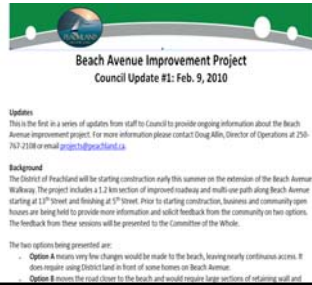 PEACHLAND
Beach Avenue Improvement Project
Council Update #1: Feb. 9, 2010
Updates
This is the first in a series of updates from staff to Council to provide ongoing information about the Beach
Avenue improvement project. For more information please contact Doug Allin, Director of Operations at 250-
767-2108 or email projects@peachland.ca.
Background
The District of Peachland will be starting construction early this summer on the extension of the Beach Avenue
Walkway. The project includes a 1.2 km section of improved roadway and multi-use path along Beach Avenue
starting at 13th Street and finishing at 5th Street. Prior to starting construction, business and community open
houses are being held to provide more information and solicit feedback from the community on two options.
The feedback from these sessions will be presented to the Committee of the Whole.
The two options being presented are:
- Option A means very few changes would be made to the beach, leaving nearly continuous access. It
does require using District land in front of some homes on Beach Avenue.
- Option B moves the road closer to the beach and would require large sections of retaining wall and